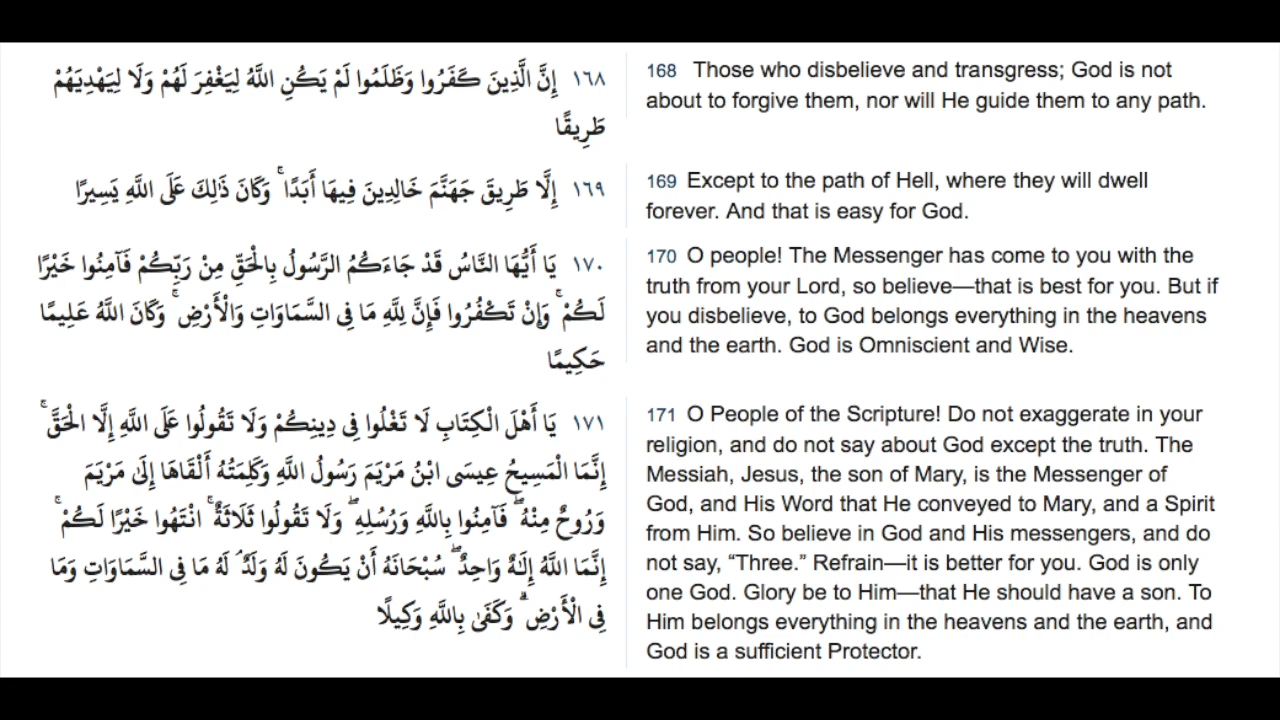 ١٦٨ إِنَّ الَّذِينَ كَفَرُوا وَظَلَمُوا لَمْ يَكُنِ اللَّهُ لِيَغْفِرَ لَهُمْ وَلَا لِيَهْدِيَهُمْ
طَرِيقًا
168 Those who disbelieve and transgress; God is not
about to forgive them, nor will He guide them to any path.
١٦٩ إِلَّا طَرِيقَ جَهَنَّمَ خَالِدِينَ فِيهَا أَبَدًا ۚ وَكَانَ ذَٰلِكَ عَلَى اللَّهِ يَسِيرًا
169 Except to the path of Hell, where they will dwell
forever. And that is easy for God.
١٧٠ يَا أَيُّهَا النَّاسُ قَدْ جَاءَكُمُ الرَّسُولُ بِالْحَقِّ مِنْ رَبِّكُمْ فَآمِنُوا خَيْرًا
لَكُمْ ۚ وَإِنْ تَكْفُرُوا فَإِنَّ لِلَّهِ مَا فِي السَّمَاوَاتِ وَالْأَرْضِ ۚ وَكَانَ اللَّهُ عَلِيمًا
حَكِيمًا
170 O people! The Messenger has come to you with the
truth from your Lord, so believe—that is best for you. But if
you disbelieve, to God belongs everything in the heavens
and the earth. God is Omniscient and Wise.
١٧١ يَا أَهْلَ الْكِتَابِ لَا تَغْلُوا فِي دِينِكُمْ وَلَا تَقُولُوا عَلَى اللَّهِ إِلَّا الْحَقَّ ۚ
إِنَّمَا الْمَسِيحُ عِيسَى ابْنُ مَرْيَمَ رَسُولُ اللَّهِ وَكَلِمَتُهُ أَلْقَاهَا إِلَىٰ مَرْيَمَ
وَرُوحٌ مِنْهُ ۖ فَآمِنُوا بِاللَّهِ وَرُسُلِهِ ۖ وَلَا تَقُولُوا ثَلَاثَةٌ ۚ انْتَهُوا خَيْرًا لَكُمْ ۚ
إِنَّمَا اللَّهُ إِلَٰهٌ وَاحِدٌ ۖ سُبْحَانَهُ أَنْ يَكُونَ لَهُ وَلَدٌ ۘ لَهُ مَا فِي السَّمَاوَاتِ وَمَا
فِي الْأَرْضِ ۗ وَكَفَىٰ بِاللَّهِ وَكِيلًا
171 O People of the Scripture! Do not exaggerate in your
religion, and do not say about God except the truth. The
Messiah, Jesus, the son of Mary, is the Messenger of
God, and His Word that He conveyed to Mary, and a Spirit
from Him. So believe in God and His messengers, and do
not say, “Three.” Refrain—it is better for you. God is only
one God. Glory be to Him—that He should have a son. To
Him belongs everything in the heavens and the earth, and
God is a sufficient Protector.